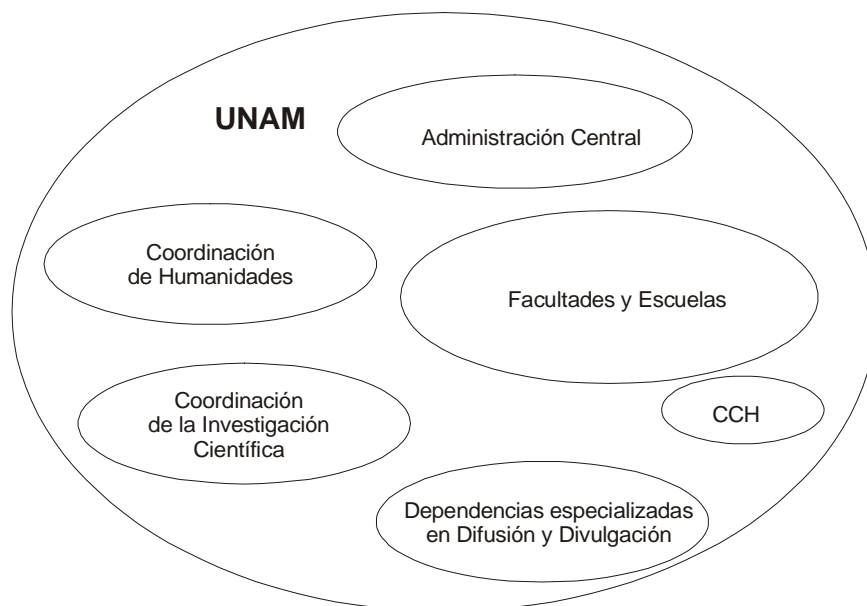 UNAM
Administración Central
Coordinación
de Humanidades
Facultades y Escuelas
Coordinación
de la Investigación
Científica
CCH
Dependencias especializadas
en Difusión y Divulgación